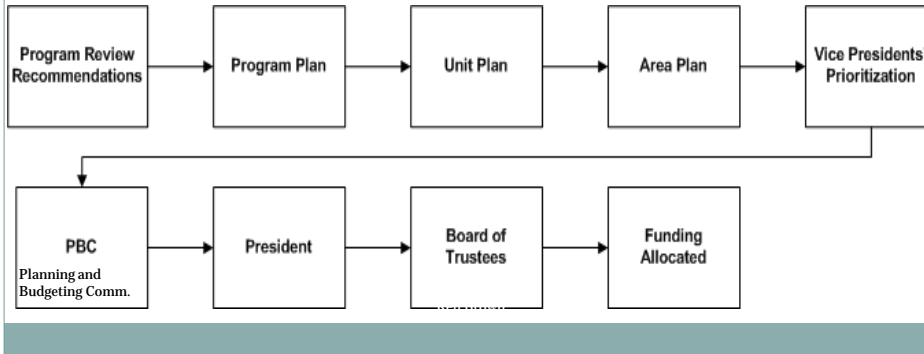 Program Review
Recommendations
Program Plan
Unit Plan
Area Plan
Vice Presidents
Prioritization
PBC
Planning and
Budgeting Comm.
President
Board of
Trustees
Funding
Allocated